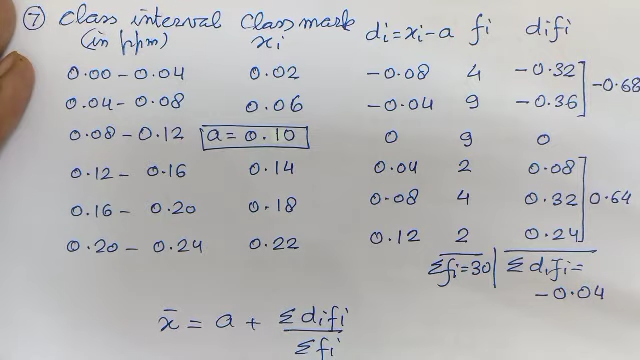 ⑦ Class interval Class mark di = xi - a fi difi
(in ppm) xi
0.00 - 0.04 0.02 -0.08 4 -0.32
-0.68
0.04 - 0.08 0.06 -0.04 9 -0.36
0.08 - 0.12 a = 0.10 0 9 0
0.12 - 0.16 0.14 0.04 2 0.08
0.16 - 0.20 0.18 0.08 4 0.32 0.64
0.20 - 0.24 0.22 0.12 2 0.24
Σfi = 30 Σdifi =
-0.04
x̄ = a + Σdifi
Σfi